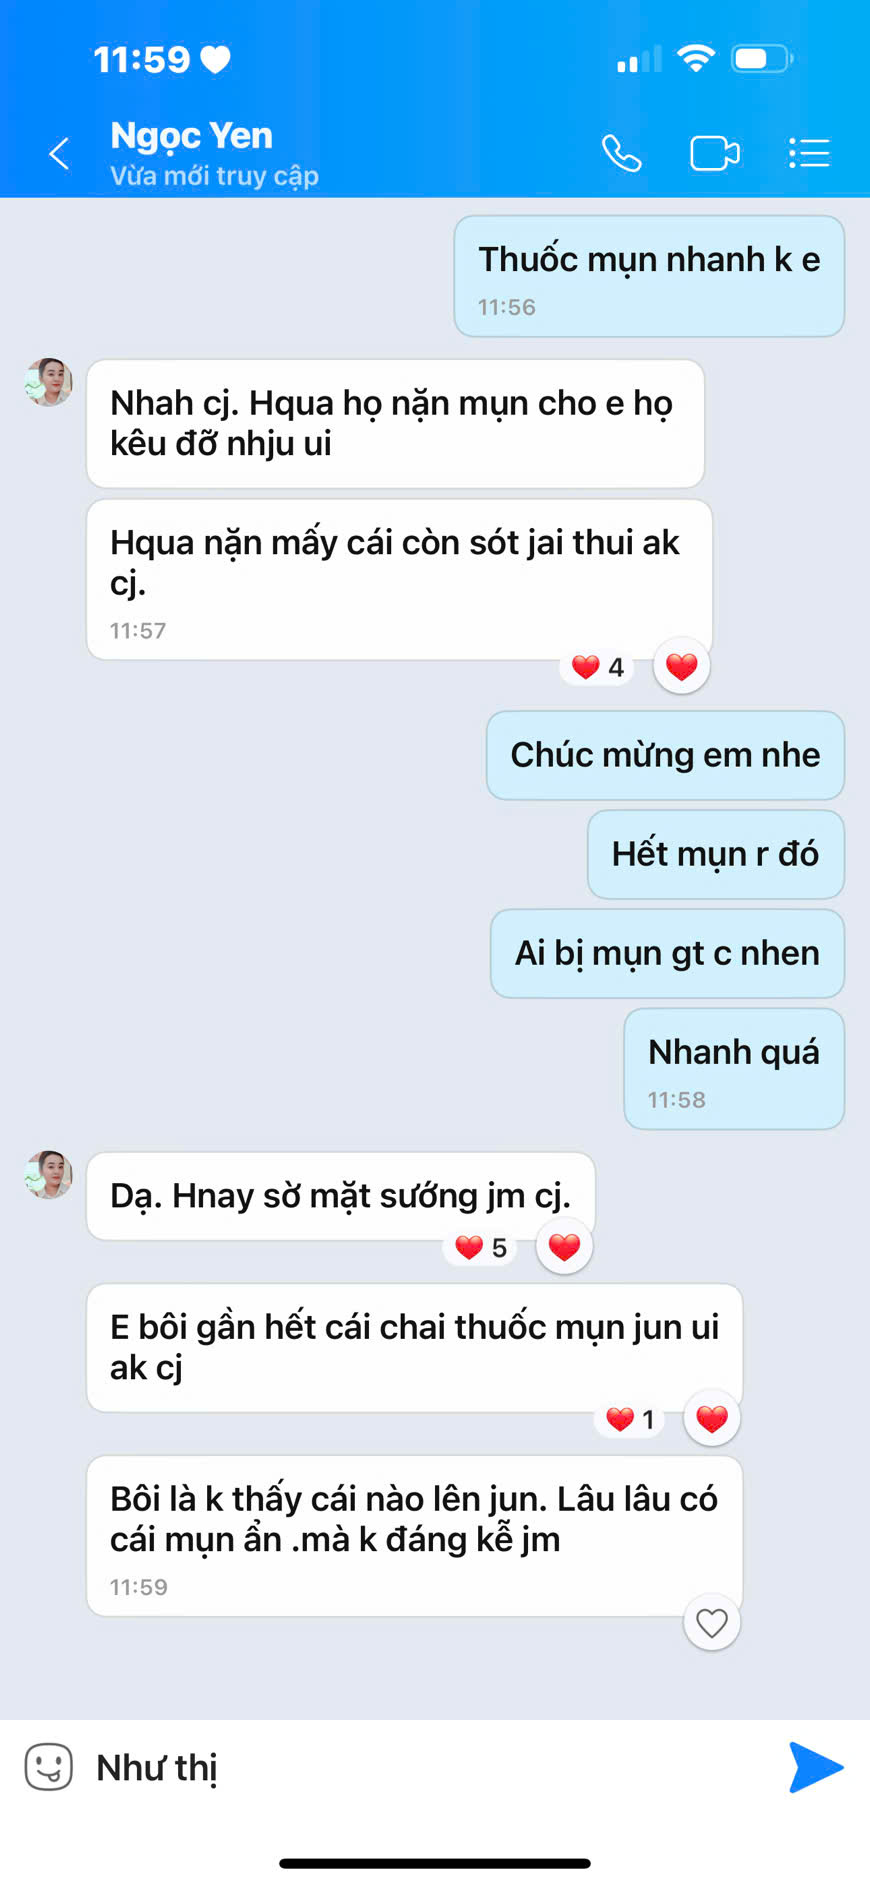 11:59
Ngọc Yen
Vừa mới truy cập
Thuốc mụn nhanh k e
11:56
Nhah cj. Hqua họ nặn mụn cho e họ
kêu đỡ nhju ui
Hqua nặn mấy cái còn sót jai thui ak
cj.
11:57
4
Chúc mừng em nhe
Hết mụn r đó
Ai bị mụn gt c nhen
Nhanh quá
11:58
Dạ. Hnay sờ mặt sướng jm cj.
5
E bôi gần hết cái chai thuốc mụn jun ui
ak cj
1
Bôi là k thấy cái nào lên jun. Lâu lâu có
cái mụn ẩn .mà k đáng kễ jm
11:59
Như thị